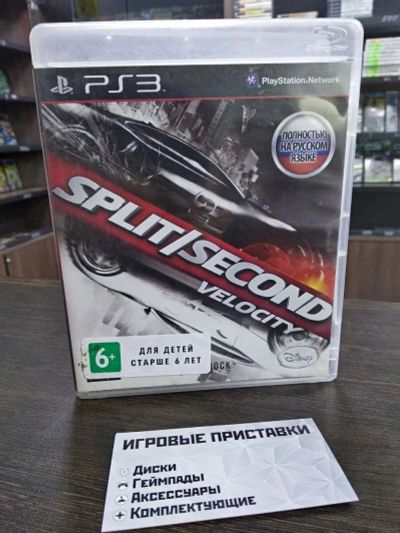 PS3
PlayStation Network
ПОЛНОСТЬЮ
НА РУССКОМ
ЯЗЫКЕ
SPLIT/SECOND
VELOCITY
6+
ДЛЯ ДЕТЕЙ
СТАРШЕ 6 ЛЕТ
Disney
ИГРОВЫЕ ПРИСТАВКИ
Диски
Геймпады
Аксессуары
Комплектующие